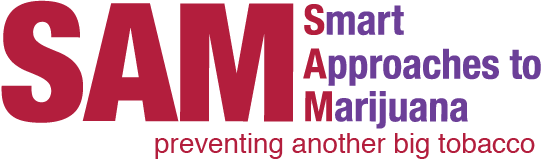 SAM
Smart
Approaches to
Marijuana
preventing another big tobacco